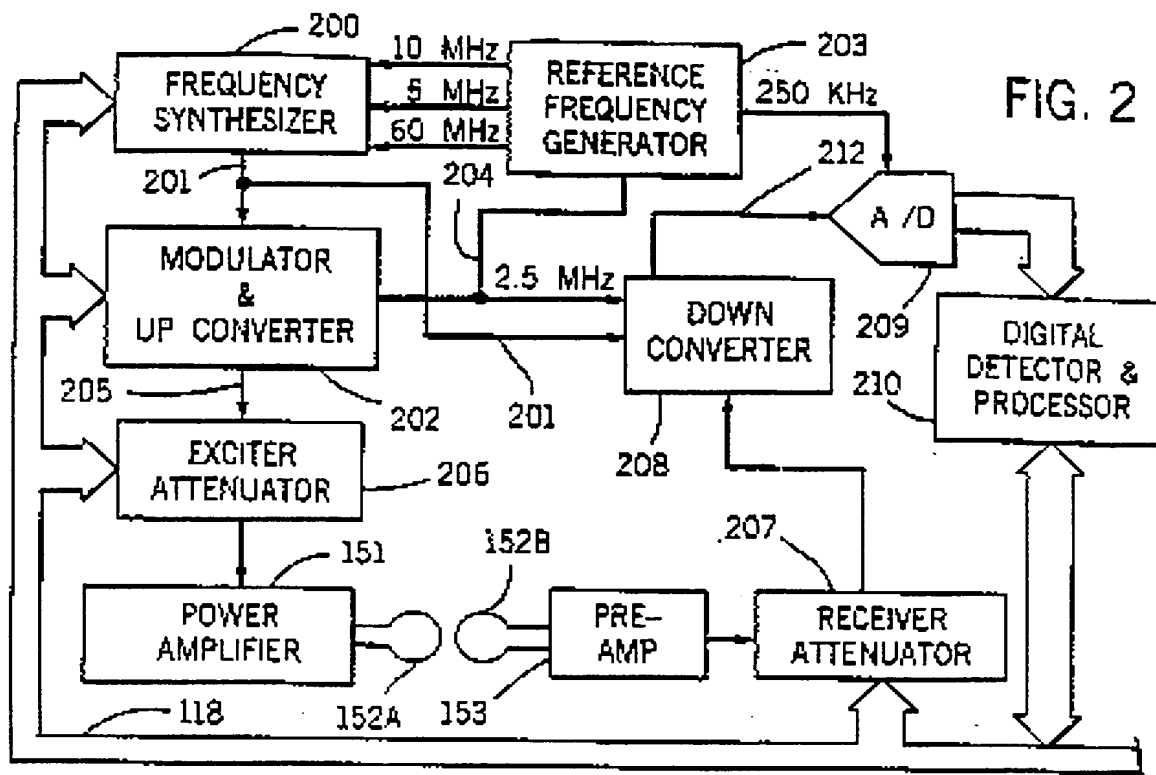 200
10 MHz
203
FREQUENCY
SYNTHESIZER
5 MHz
60 MHz
REFERENCE
FREQUENCY
GENERATOR
250 KHz
FIG. 2
201
204
212
A/D
MODULATOR
&
UP CONVERTER
2.5 MHz
DOWN
CONVERTER
209
DIGITAL
DETECTOR &
PROCESSOR
205
202
201
210
EXCITER
ATTENUATOR
206
208
151
152B
207
POWER
AMPLIFIER
PRE-
AMP
RECEIVER
ATTENUATOR
118
152A
153